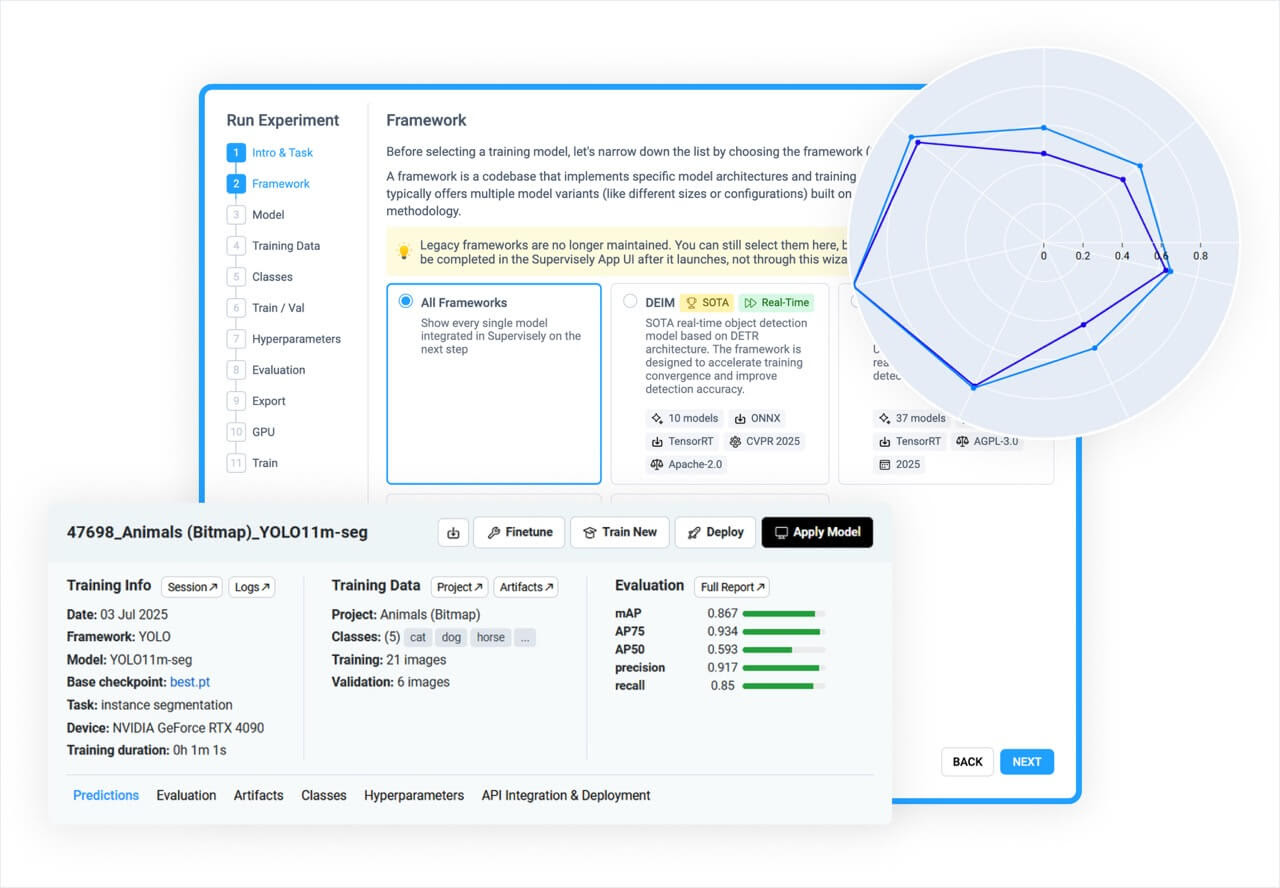 Run Experiment
1 Intro & Task
2 Framework
3 Model
4 Training Data
5 Classes
6 Train / Val
7 Hyperparameters
8 Evaluation
9 Export
10 GPU
11 Train
Framework
Before selecting a training model, let's narrow down the list by choosing the framework (
A framework is a codebase that implements specific model architectures and training
typically offers multiple model variants (like different sizes or configurations) built on
methodology.
Legacy frameworks are no longer maintained. You can still select them here, b
be completed in the Supervisely App UI after it launches, not through this wiza
All Frameworks
Show every single model
integrated in Supervisely on the
next step
DEIM SOTA Real-Time
SOTA real-time object detection
model based on DETR
architecture. The framework is
designed to accelerate training
convergence and improve
detection accuracy.
10 models ONNX
TensorRT CVPR 2025
Apache-2.0
U
rea
detec
37 models
TensorRT AGPL-3.0
2025
0 0.2 0.4 0.6 0.8
47698_Animals (Bitmap)_YOLO11m-seg
Finetune Train New Deploy Apply Model
Training Info Session Logs
Date: 03 Jul 2025
Framework: YOLO
Model: YOLO11m-seg
Base checkpoint: best.pt
Task: instance segmentation
Device: NVIDIA GeForce RTX 4090
Training duration: 0h 1m 1s
Training Data Project Artifacts
Project: Animals (Bitmap)
Classes: (5) cat dog horse ...
Training: 21 images
Validation: 6 images
Evaluation Full Report
mAP 0.867
AP75 0.934
AP50 0.593
precision 0.917
recall 0.85
Predictions Evaluation Artifacts Classes Hyperparameters API Integration & Deployment
BACK NEXT